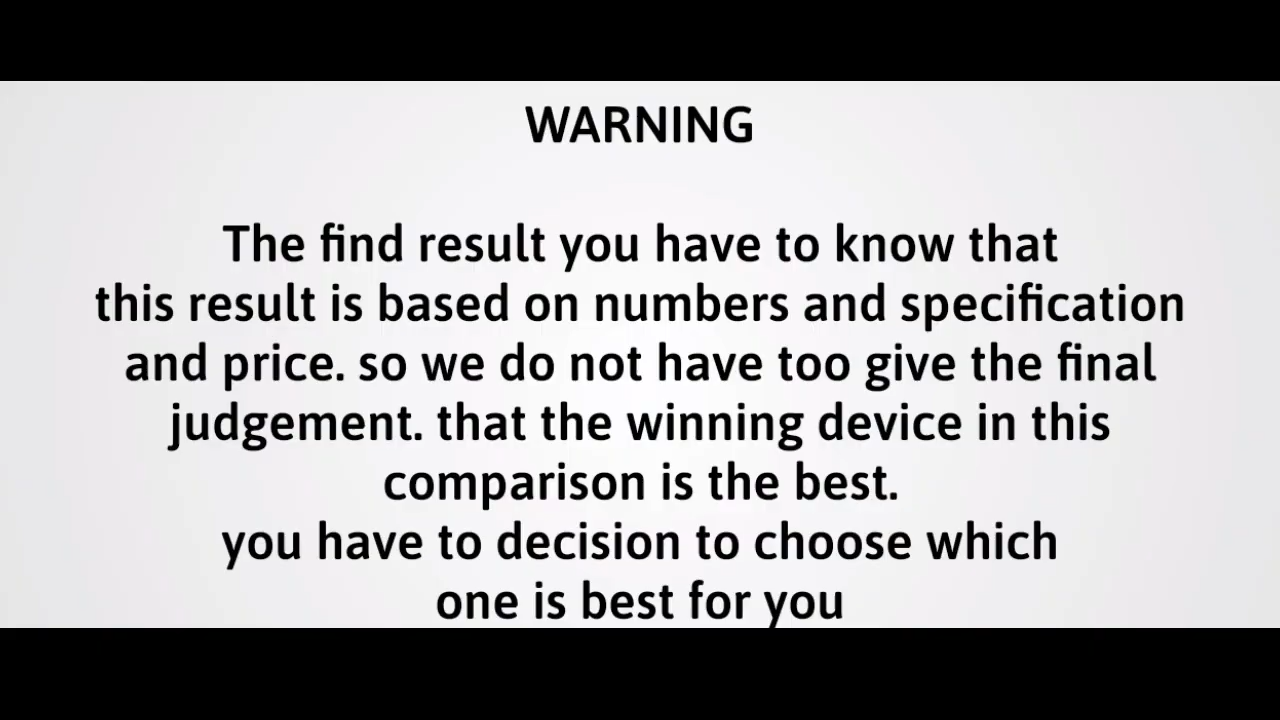 WARNING
The find result you have to know that
this result is based on numbers and specification
and price. so we do not have too give the final
judgement. that the winning device in this
comparison is the best.
you have to decision to choose which
one is best for you